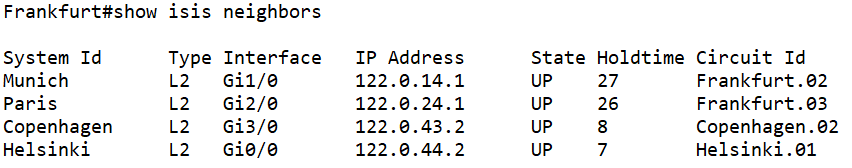 Frankfurt#show isis neighbors
System Id Type Interface IP Address State Holdtime Circuit Id
Munich L2 Gi1/0 122.0.14.1 UP 27 Frankfurt.02
Paris L2 Gi2/0 122.0.24.1 UP 26 Frankfurt.03
Copenhagen L2 Gi3/0 122.0.43.2 UP 8 Copenhagen.02
Helsinki L2 Gi0/0 122.0.44.2 UP 7 Helsinki.01